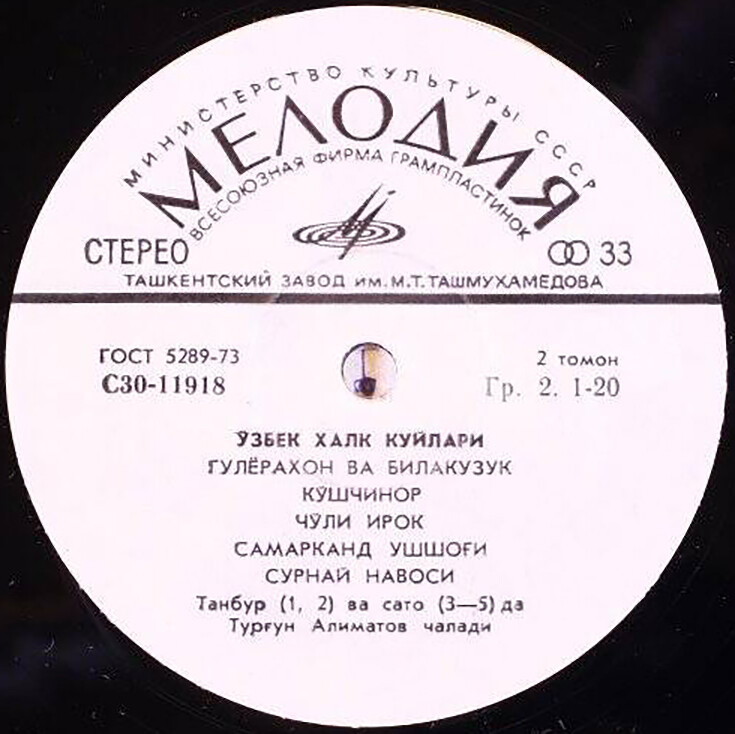 МИНИСТЕРСТВО КУЛЬТУРЫ СССР
МЕЛОДИЯ
ВСЕСОЮЗНАЯ ФИРМА ГРАМПЛАСТИНОК
СТЕРЕО
33
ТАШКЕНТСКИЙ ЗАВОД ИМ. М.Т. ТАШМУХАМЕДОВА
ГОСТ 5289-73
С30-11918
2 томон
Гр. 2. 1-20
ЎЗБЕК ХАЛК КУЙЛАРИ
ГУЛЁРАХОН ВА БИЛАКУЗУК
КУШЧИНОР
ЧЎЛИ ИРОК
САМАРКАНД УШШОҒИ
СУРНАЙ НАВОСИ
Танбур (1, 2) ва сато (3—5) да
Турғун Алиматов чалади